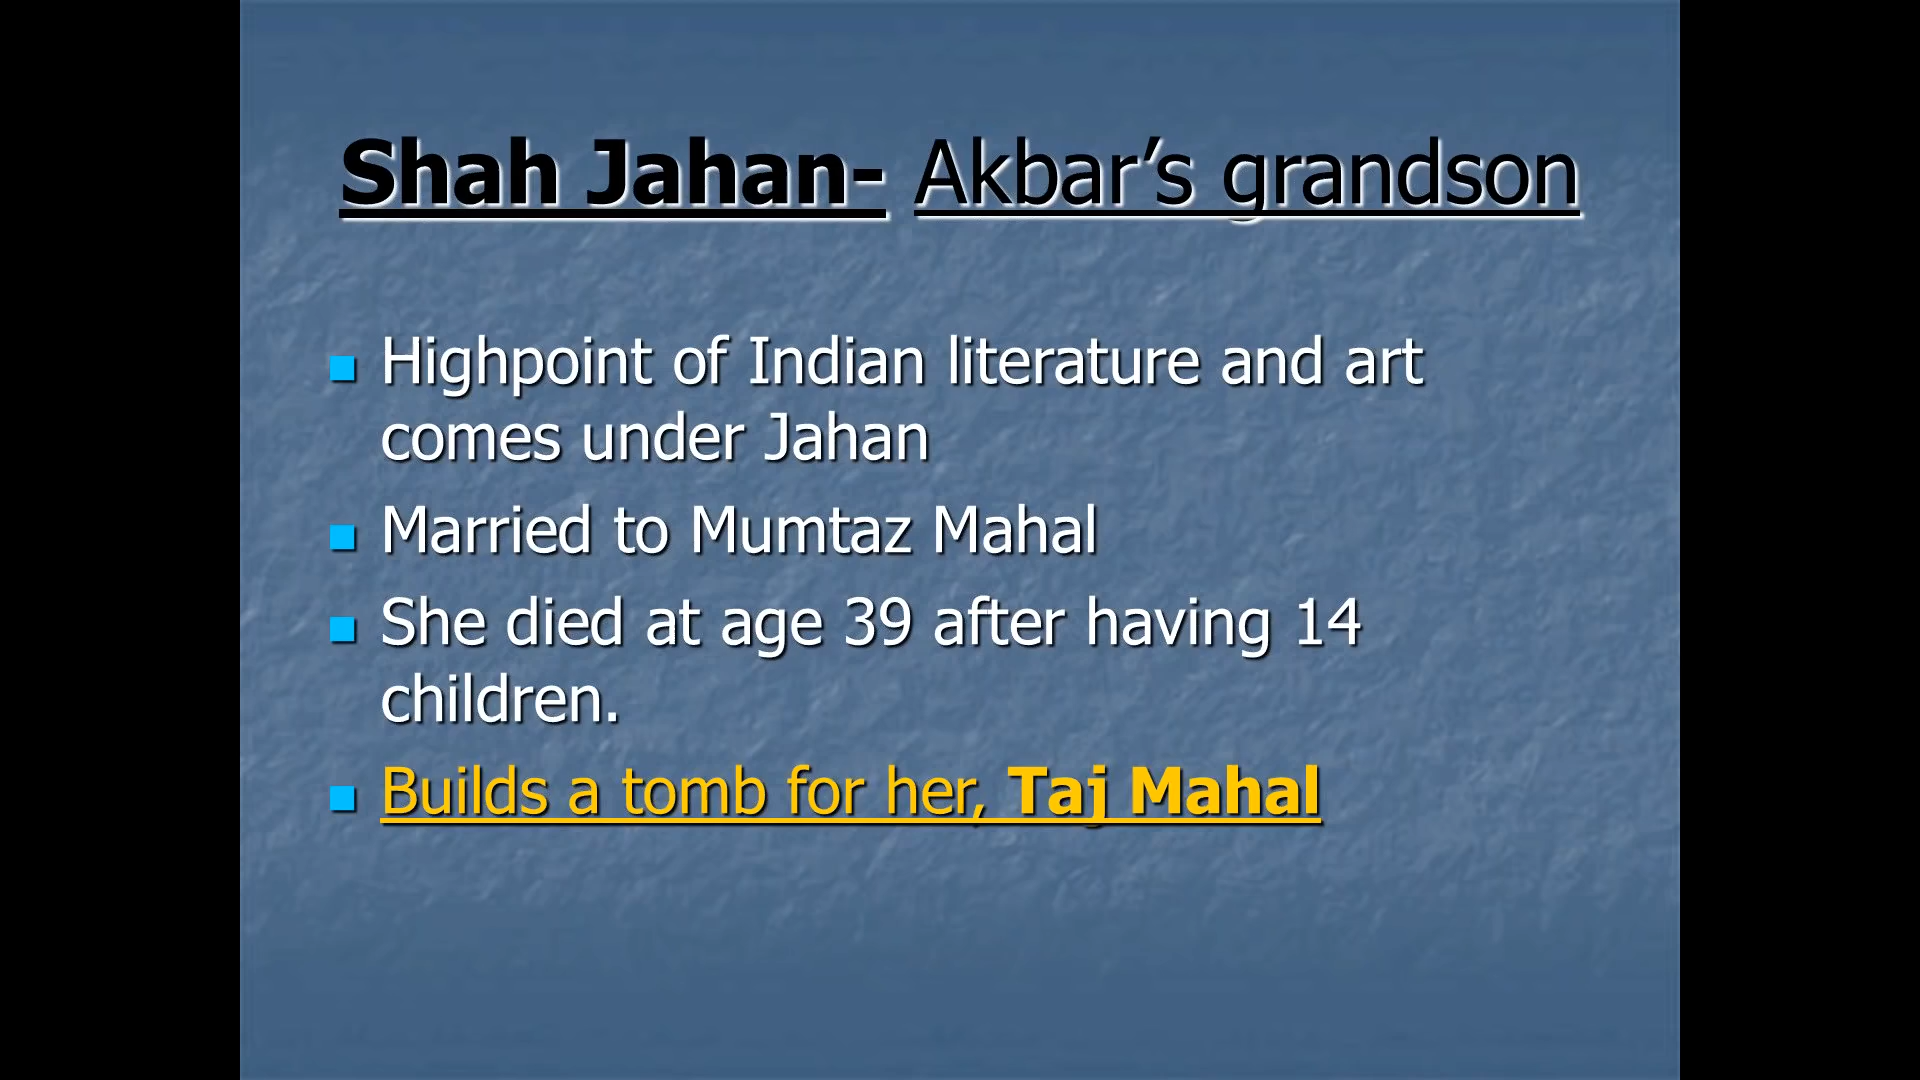 Shah Jahan- Akbar’s grandson
Highpoint of Indian literature and art
comes under Jahan
Married to Mumtaz Mahal
She died at age 39 after having 14
children.
Builds a tomb for her, Taj Mahal